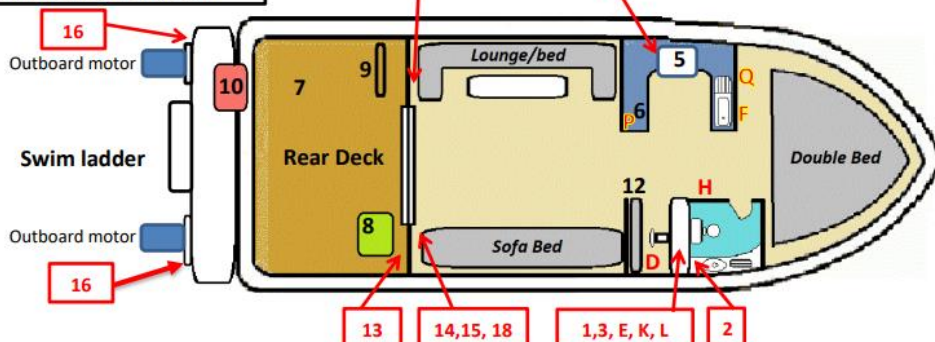 16
Outboard motor
10
7
9
Lounge/bed
5
Q
6
P
F
Swim ladder
Rear Deck
Double Bed
12
H
8
Outboard motor
Sofa Bed
D
16
13
14,15, 18
1,3, E, K, L
2